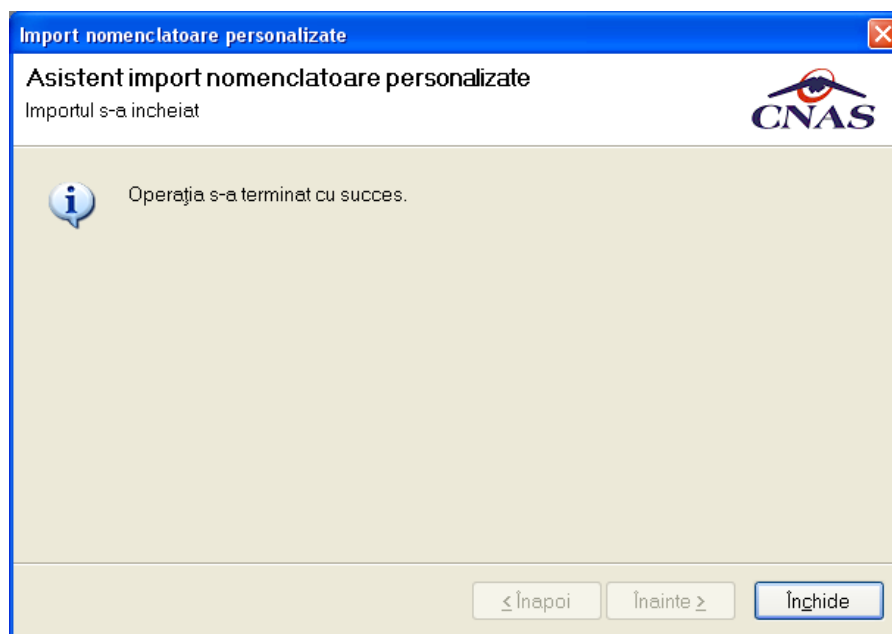 Import nomenclatoare personalizate
Asistent import nomenclatoare personalizate
Importul s-a incheiat
CNAS
Operaţia s-a terminat cu succes.
< Înapoi
Înainte >
Închide